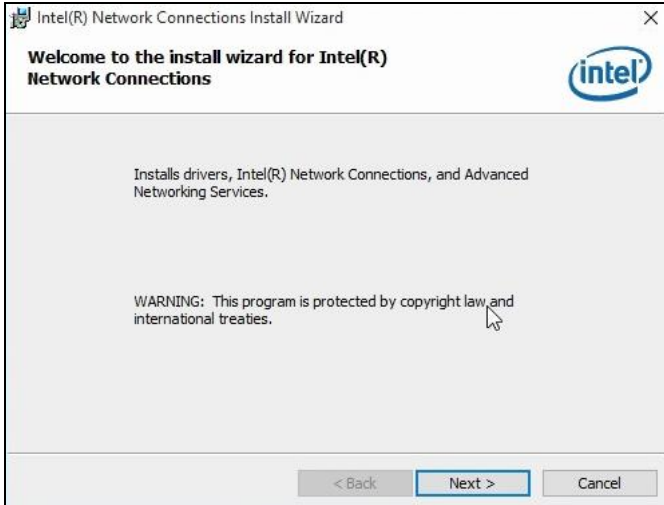 Intel(R) Network Connections Install Wizard
Welcome to the install wizard for Intel(R)
Network Connections
intel
Installs drivers, Intel(R) Network Connections, and Advanced
Networking Services.
WARNING:  This program is protected by copyright law and
international treaties.
< Back
Next >
Cancel